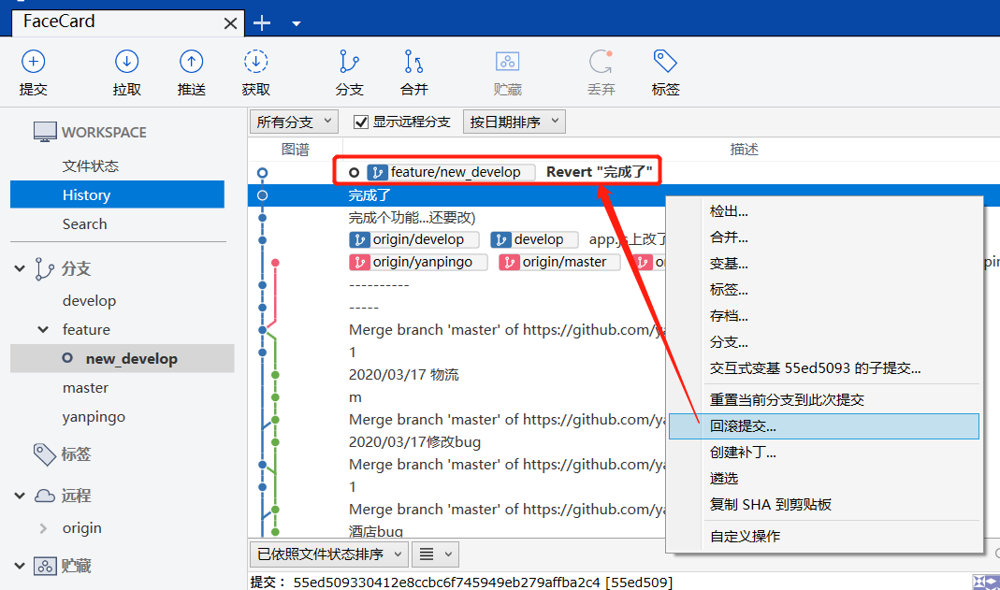 FaceCard
提交 拉取 推送 获取 分支 合并 贮藏 丢弃 标签
WORKSPACE
文件状态
History
Search
分支
develop
feature
new_develop
master
yanpingo
标签
远程
origin
贮藏
所有分支 显示远程分支 按日期排序
图谱 描述
feature/new_develop Revert "完成了"
完成了
完成个功能...还要改)
origin/develop develop app.js上改了
origin/yanpingo origin/master
----------
-----
Merge branch 'master' of https://github.com/ya
1
2020/03/17 物流
m
Merge branch 'master' of https://github.com/ya
2020/03/17修改bug
Merge branch 'master' of https://github.com/ya
1
Merge branch 'master' of https://github.com/ya
酒店bug
检出...
合并...
变基...
标签...
存档...
分支...
交互式变基 55ed5093 的子提交...
重置当前分支到此次提交
回滚提交...
创建补丁...
遴选
复制 SHA 到剪贴板
自定义操作
已依照文件状态排序
提交： 55ed509330412e8ccbc6f745949eb279affba2c4 [55ed509]